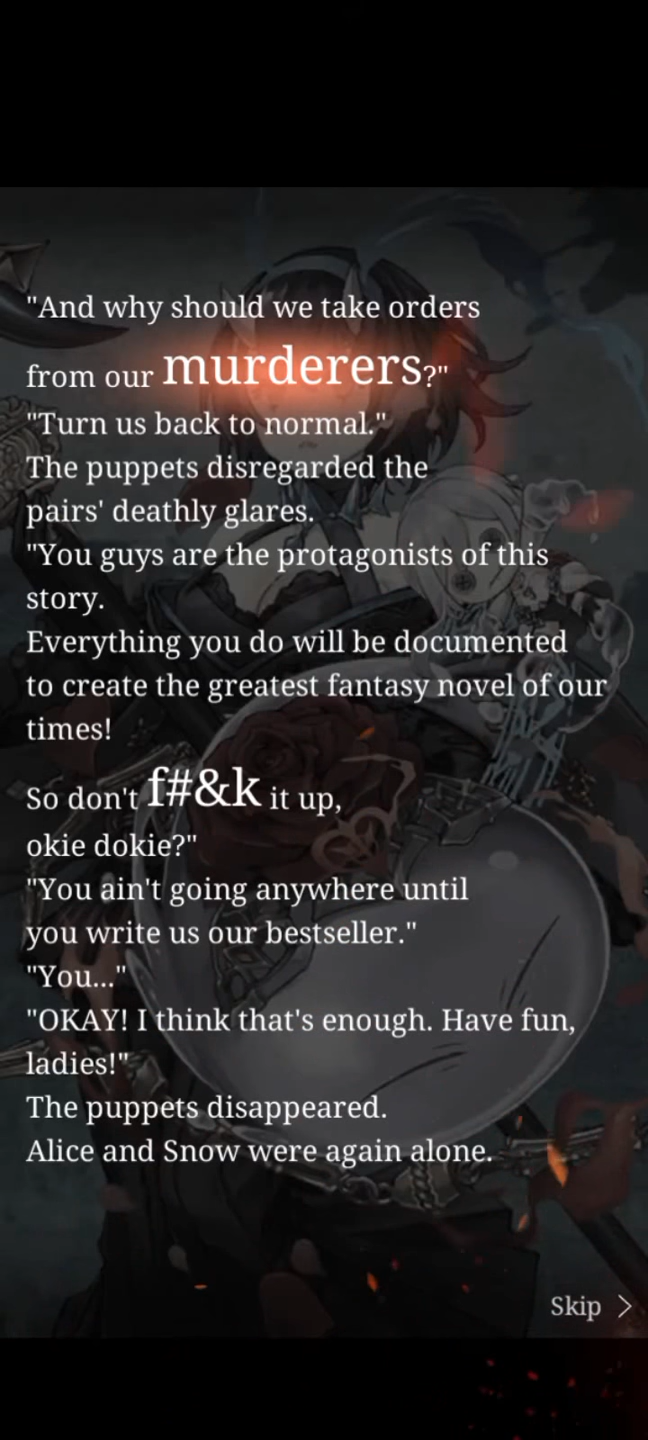 "And why should we take orders
from our murderers?"
"Turn us back to normal."
The puppets disregarded the
pairs' deathly glares.
"You guys are the protagonists of this
story.
Everything you do will be documented
to create the greatest fantasy novel of our
times!
So don't f#&k it up,
okie dokie?"
"You ain't going anywhere until
you write us our bestseller."
"You..."
"OKAY! I think that's enough. Have fun,
ladies!"
The puppets disappeared.
Alice and Snow were again alone.
Skip >